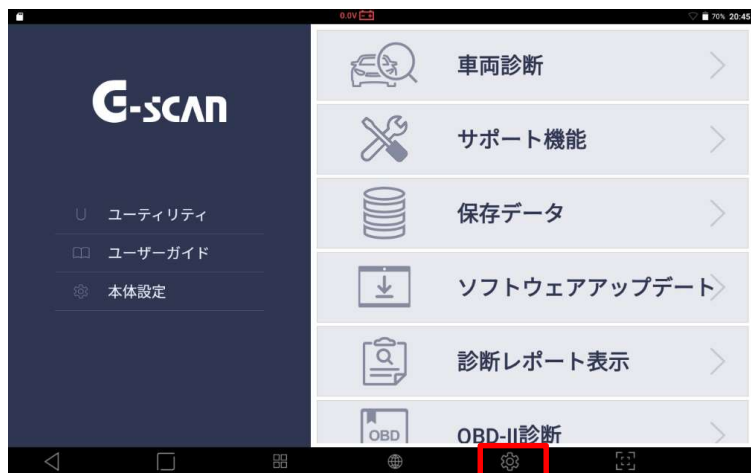 0.0V
70% 20:45
G-scan
ユーティリティ
ユーザーガイド
本体設定
車両診断
サポート機能
保存データ
ソフトウェアアップデート
診断レポート表示
OBD
OBD-II診断